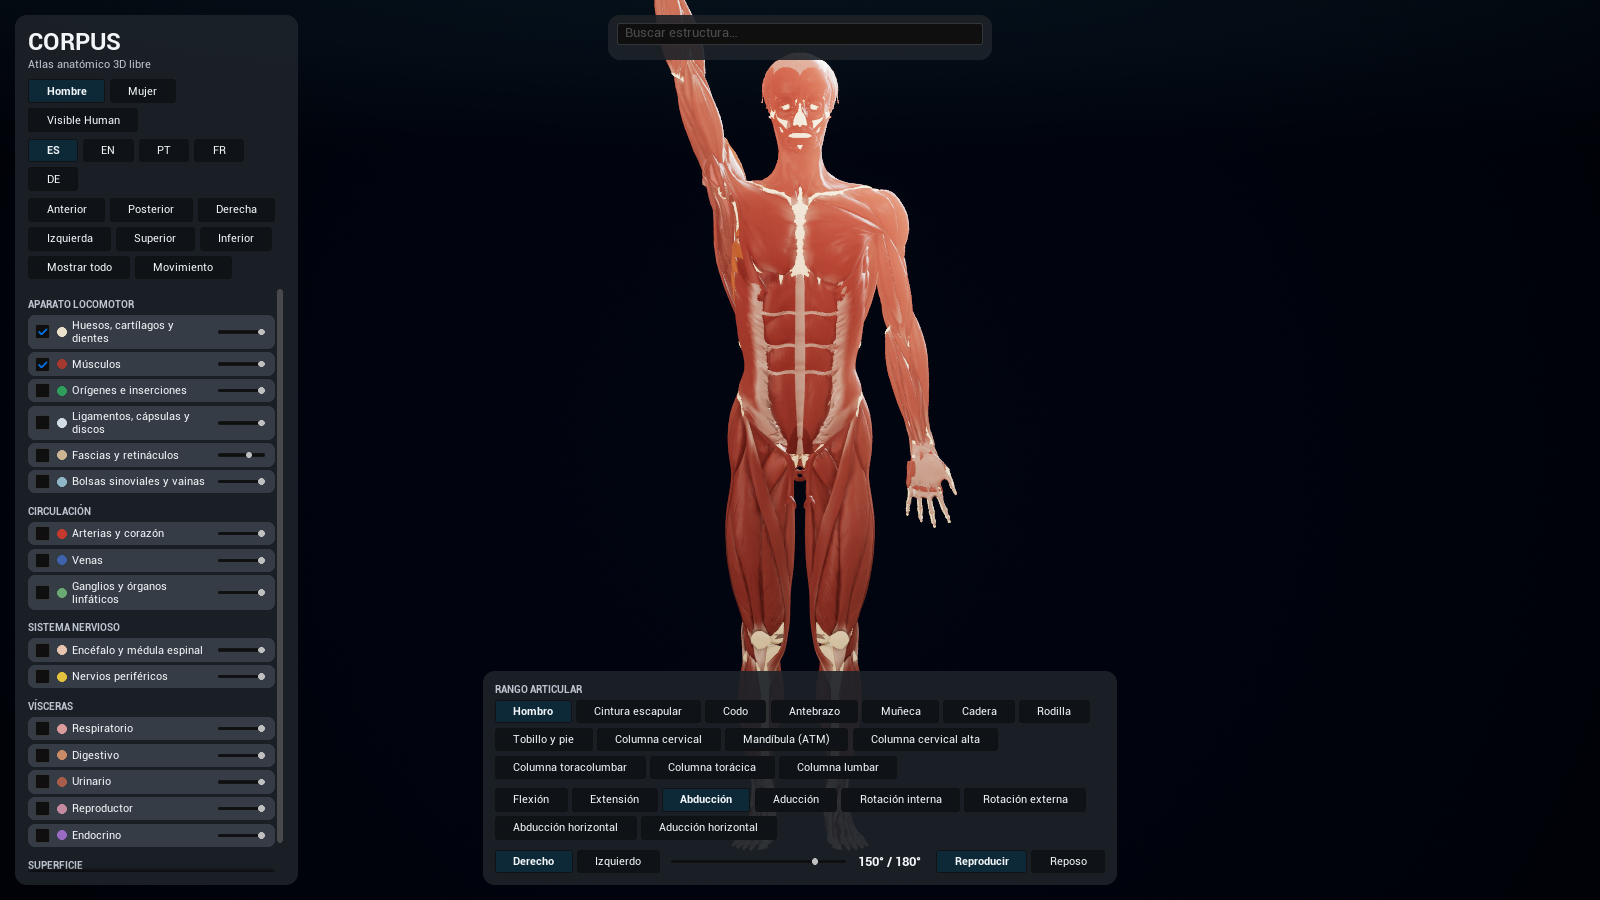 CORPUS
Atlas anatómico 3D libre
Hombre Mujer
Visible Human
ES EN PT FR
DE
Anterior Posterior Derecha
Izquierda Superior Inferior
Mostrar todo Movimiento
APARATO LOCOMOTOR
Huesos, cartílagos y
dientes
Músculos
Orígenes e inserciones
Ligamentos, cápsulas y
discos
Fascias y retináculos
Bolsas sinoviales y vainas
CIRCULACIÓN
Arterias y corazón
Venas
Ganglios y órganos
linfáticos
SISTEMA NERVIOSO
Encéfalo y médula espinal
Nervios periféricos
VÍSCERAS
Respiratorio
Digestivo
Urinario
Reproductor
Endocrino
SUPERFICIE
Buscar estructura...
RANGO ARTICULAR
Hombro Cintura escapular Codo Antebrazo Muñeca Cadera Rodilla
Tobillo y pie Columna cervical Mandíbula (ATM) Columna cervical alta
Columna toracolumbar Columna torácica Columna lumbar
Flexión Extensión Abducción Aducción Rotación interna Rotación externa
Abducción horizontal Aducción horizontal
Derecho Izquierdo 150° / 180° Reproducir Reposo